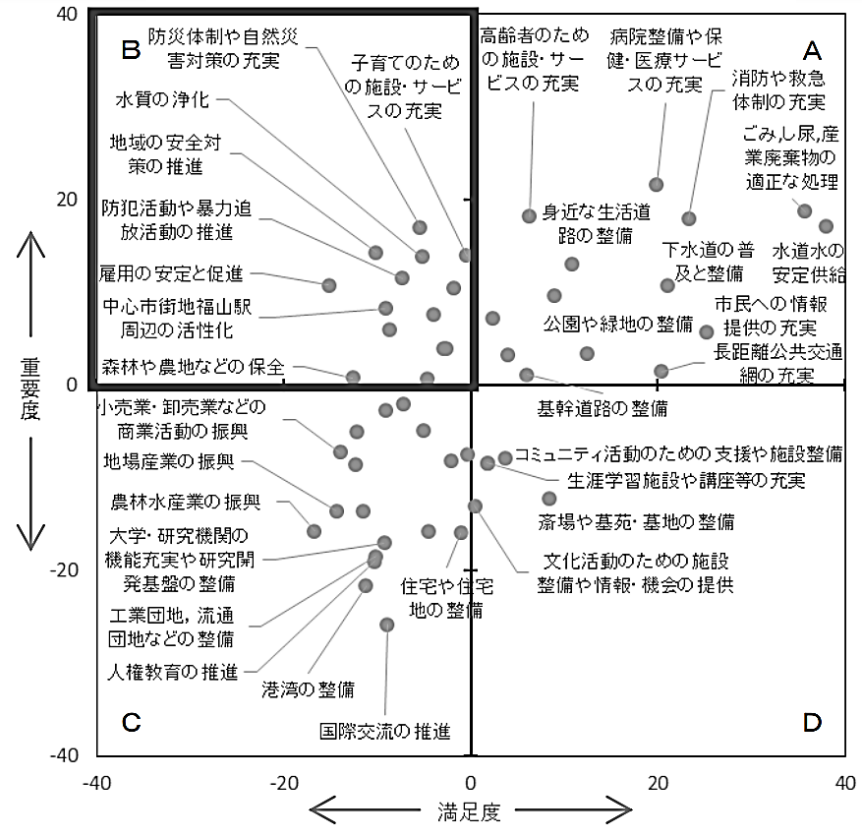 40
20
0
-20
-40
-40
-20
0
20
40
重要度
満足度
B
A
C
D
防災体制や自然災
害対策の充実
子育てのため
の施設・サービ
スの充実
水質の浄化
地域の安全対
策の推進
防犯活動や暴力追
放活動の推進
雇用の安定と促進
中心市街地福山駅
周辺の活性化
森林や農地などの保全
高齢者のため
の施設・サー
ビスの充実
病院整備や保
健・医療サービ
スの充実
消防や救急
体制の充実
ごみ,し尿,産
業廃棄物の
適正な処理
身近な生活道
路の整備
下水道の普
及と整備
水道水の
安定供給
公園や緑地の整備
市民への情報
提供の充実
長距離公共交通
網の充実
基幹道路の整備
小売業・卸売業などの
商業活動の振興
地場産業の振興
農林水産業の振興
大学・研究機関の
機能充実や研究開
発基盤の整備
工業団地，流通
団地などの整備
人権教育の推進
港湾の整備
国際交流の推進
住宅や住宅
地の整備
コミュニティ活動のための支援や施設整備
生涯学習施設や講座等の充実
斎場や墓苑・墓地の整備
文化活動のための施設
整備や情報・機会の提供